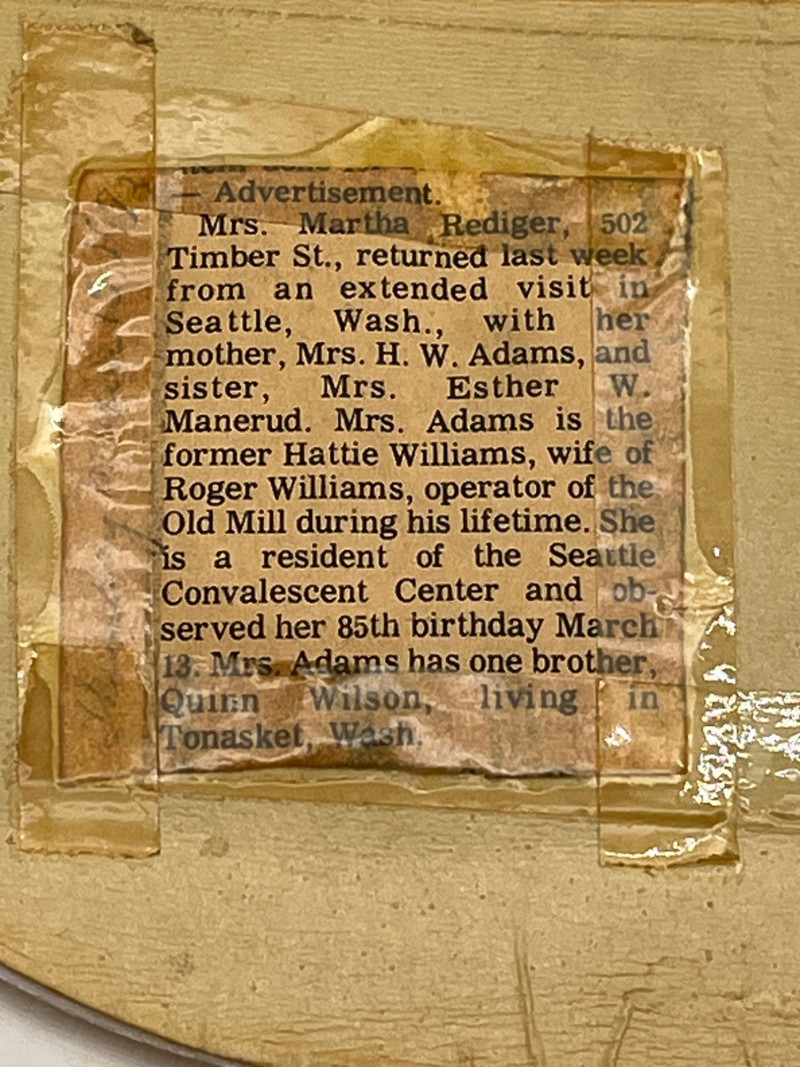 — Advertisement.
Mrs. Martha Rediger, 502
Timber St., returned last week
from an extended visit in
Seattle, Wash., with her
mother, Mrs. H. W. Adams, and
sister, Mrs. Esther W.
Manerud. Mrs. Adams is the
former Hattie Williams, wife of
Roger Williams, operator of the
Old Mill during his lifetime. She
is a resident of the Seattle
Convalescent Center and ob-
served her 85th birthday March
13. Mrs. Adams has one brother,
Quinn Wilson, living in
Tonasket, Wash.